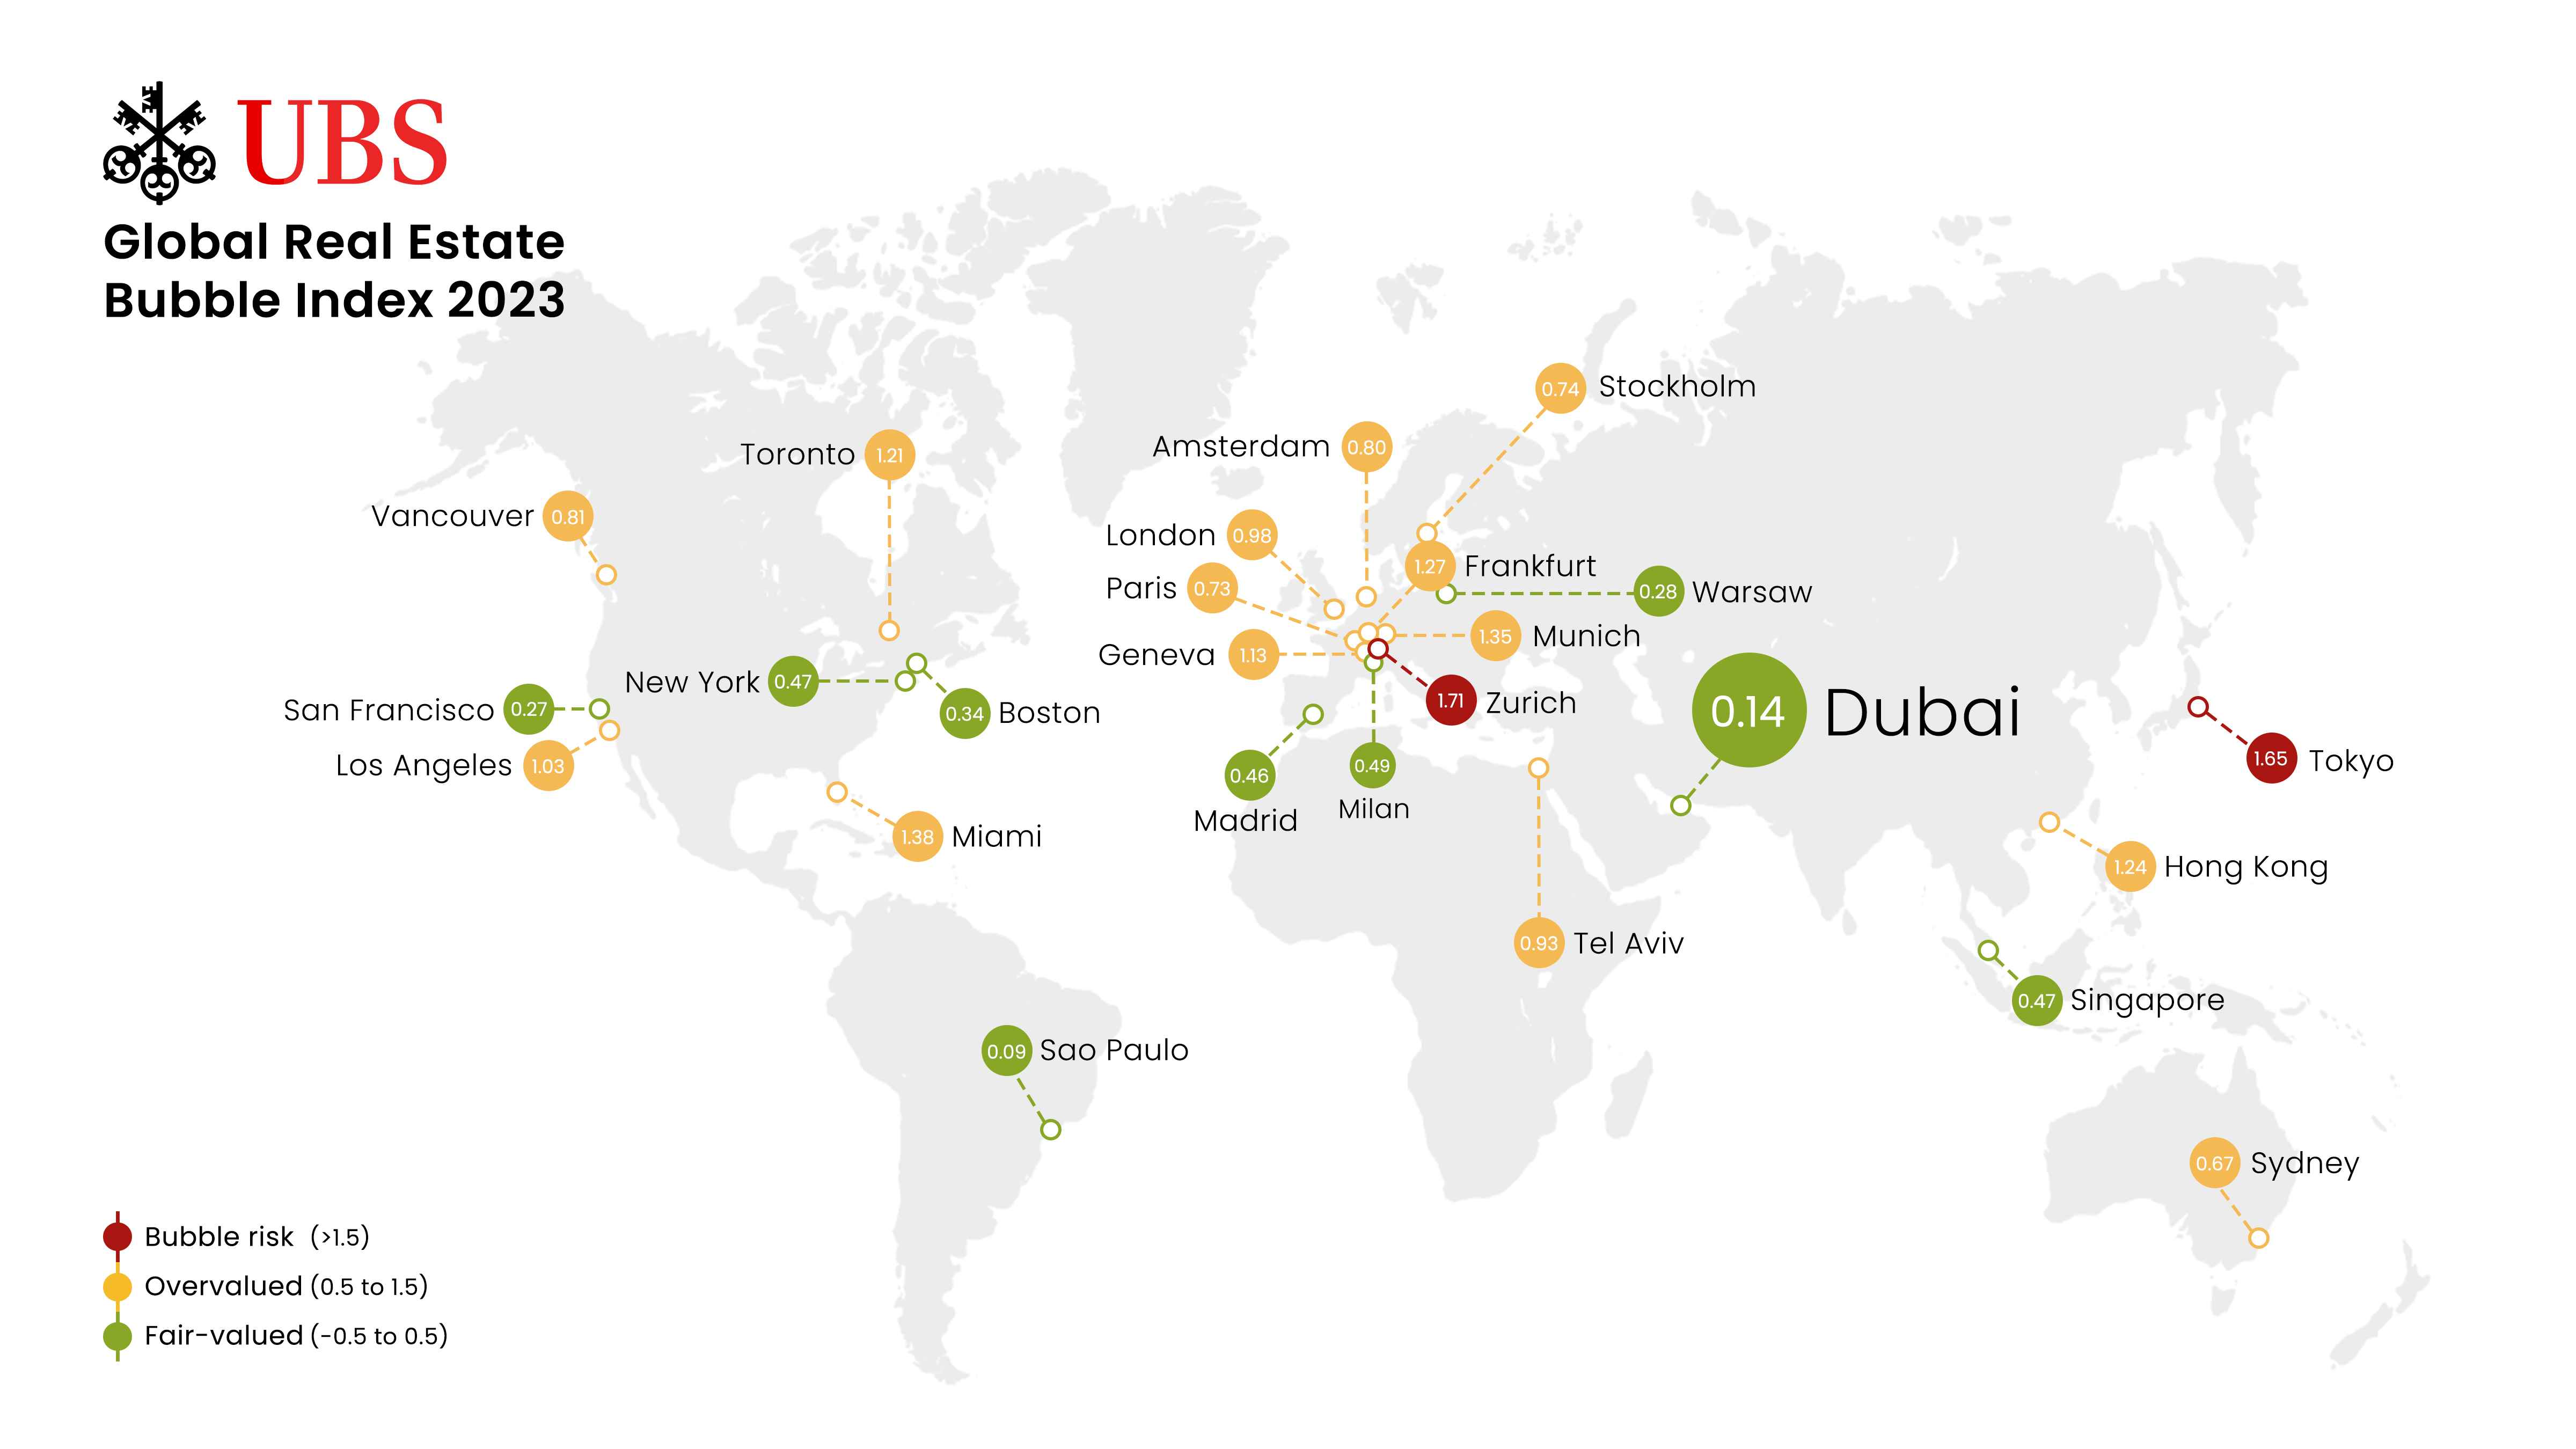 UBS
Global Real Estate
Bubble Index 2023
0.74 Stockholm
Amsterdam 0.80
Toronto 1.21
Vancouver 0.81
London 0.98
1.27 Frankfurt
Paris 0.73
0.28 Warsaw
1.35 Munich
Geneva 1.13
New York 0.47
1.71 Zurich
San Francisco 0.27
0.34 Boston
0.14 Dubai
Los Angeles 1.03
0.46
Madrid
0.49
Milan
1.65 Tokyo
1.38 Miami
1.24 Hong Kong
0.93 Tel Aviv
0.47 Singapore
0.09 Sao Paulo
0.67 Sydney
Bubble risk (>1.5)
Overvalued (0.5 to 1.5)
Fair-valued (-0.5 to 0.5)